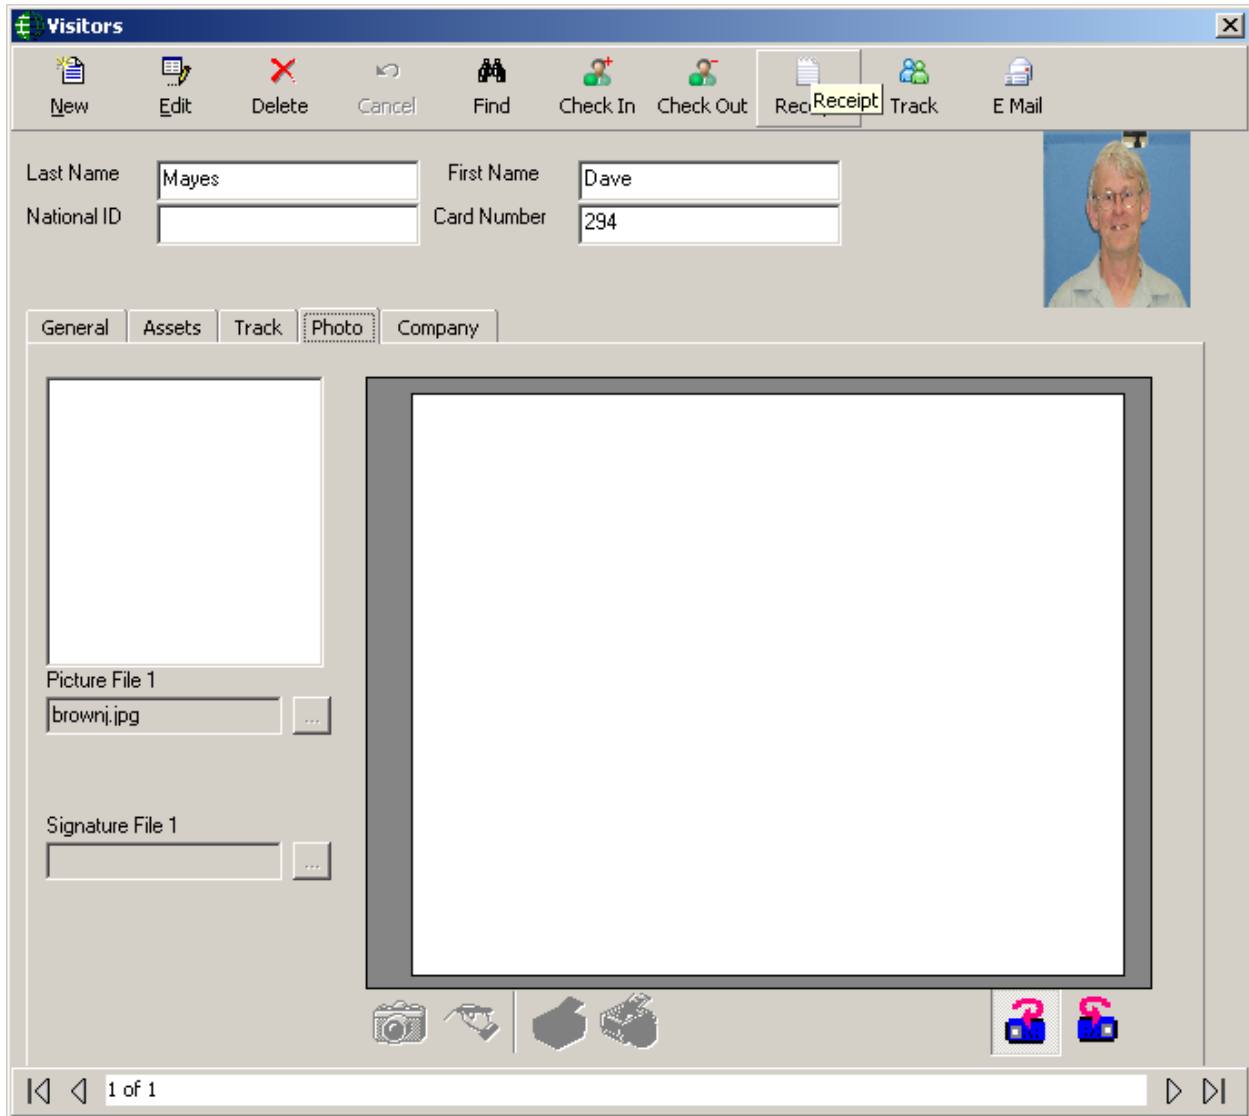 Visitors
New Edit Delete Cancel Find Check In Check Out Receipt Track E Mail
Last Name Mayes First Name Dave
National ID Card Number 294
General Assets Track Photo Company
Picture File 1
brownj.jpg ...
Signature File 1
...
1 of 1